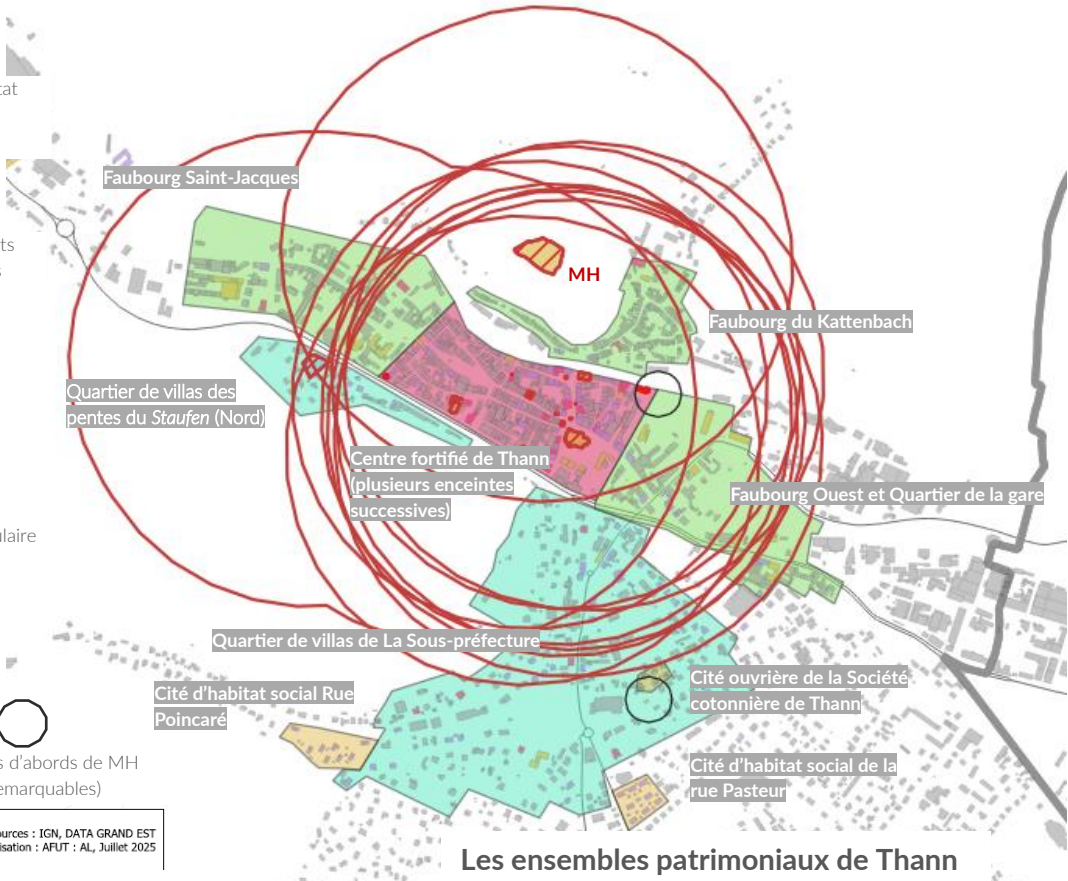 Faubourg Saint-Jacques
MH
Faubourg du Kattenbach
Quartier de villas des
pentes du Staufen (Nord)
Centre fortifié de Thann
(plusieurs enceintes
successives)
Faubourg Ouest et Quartier de la gare
Quartier de villas de La Sous-préfecture
Cité d'habitat social Rue
Poincaré
Cité ouvrière de la Société
cotonnière de Thann
Cité d'habitat social de la
rue Pasteur
d'abords de MH
: IGN, DATA GRAND EST
: AFUT : AL, Juillet 2025
Les ensembles patrimoniaux de Thann